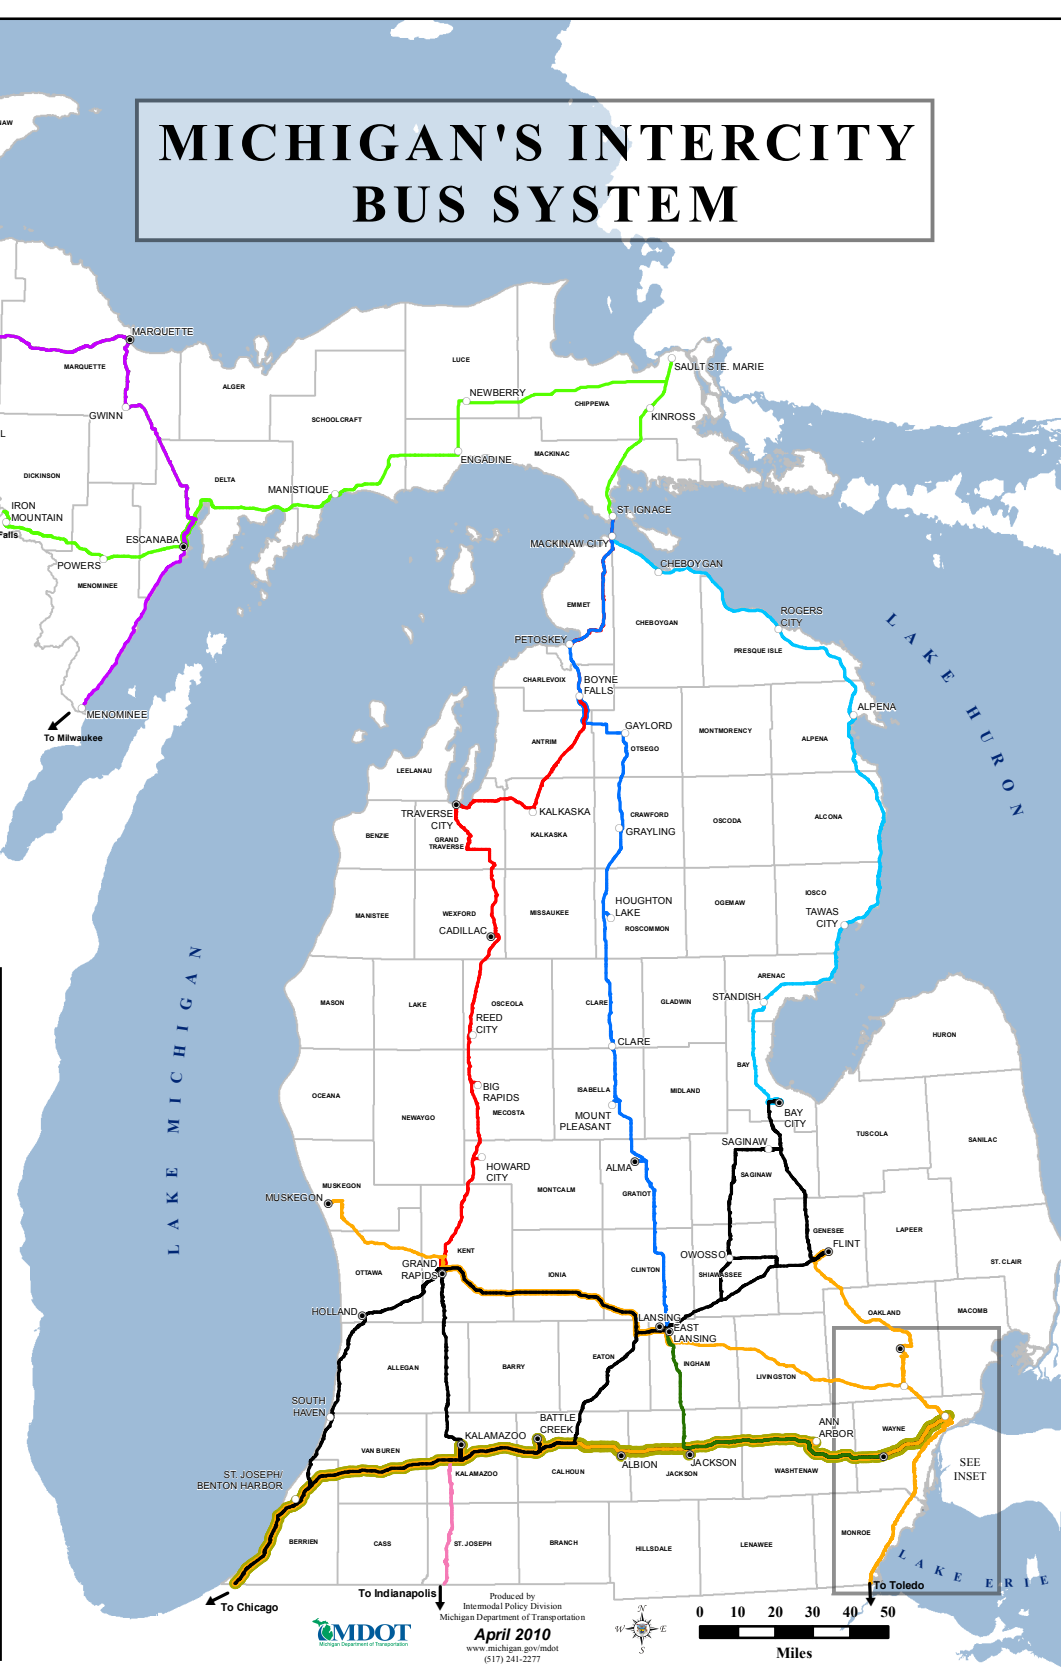 MICHIGAN'S INTERCITY
BUS SYSTEM
MARQUETTE
MARQUETTE
ALGER
LUCE
SAULT STE. MARIE
NEWBERRY
CHIPPEWA
GWINN
SCHOOLCRAFT
KINROSS
L
ENGADINE
MACKINAC
DICKINSON
DELTA
MANISTIQUE
IRON
MOUNTAIN
Falls
ST. IGNACE
ESCANABA
MACKINAW CITY
POWERS
CHEBOYGAN
MENOMINEE
EMMET
ROGERS
CITY
CHEBOYGAN
PETOSKEY
PRESQUE ISLE
CHARLEVOIX
BOYNE
FALLS
MENOMINEE
To Milwaukee
ALPENA
GAYLORD
MONTMORENCY
ANTRIM
OTSEGO
ALPENA
LAKE HURON
LEELANAU
TRAVERSE
CITY
KALKASKA
CRAWFORD
OSCODA
ALCONA
BENZIE
GRAND
TRAVERSE
KALKASKA
GRAYLING
IOSCO
HOUGHTON
LAKE
OGEMAW
MANISTEE
WEXFORD
MISSAUKEE
TAWAS
CITY
CADILLAC
ROSCOMMON
LAKE MICHIGAN
ARENAC
STANDISH
MASON
LAKE
OSCEOLA
CLARE
GLADWIN
REED
CITY
HURON
CLARE
BAY
OCEANA
BIG
RAPIDS
ISABELLA
MIDLAND
NEWAYGO
MECOSTA
MOUNT
PLEASANT
BAY
CITY
TUSCOLA
SANILAC
SAGINAW
HOWARD
CITY
ALMA
SAGINAW
MUSKEGON
MUSKEGON
MONTCALM
GRATIOT
GENESEE
LAPEER
FLINT
KENT
OWOSSO
GRAND
RAPIDS
OTTAWA
IONIA
CLINTON
SHIAWASSEE
ST. CLAIR
HOLLAND
LANSING
EAST
LANSING
OAKLAND
MACOMB
ALLEGAN
BARRY
EATON
INGHAM
LIVINGSTON
SOUTH
HAVEN
BATTLE
CREEK
ANN
ARBOR
WAYNE
KALAMAZOO
VAN BUREN
ALBION
JACKSON
SEE
INSET
KALAMAZOO
CALHOUN
JACKSON
WASHTENAW
ST. JOSEPH/
BENTON HARBOR
BERRIEN
CASS
ST. JOSEPH
BRANCH
HILLSDALE
LENAWEE
MONROE
LAKE ERIE
To Toledo
To Indianapolis
To Chicago
Produced by
Intermodal Policy Division
Michigan Department of Transportation
April 2010
www.michigan.gov/mdot
(517) 241-2277
MDOT
Michigan Department of Transportation
N
W E
S
0 10 20 30 40 50
Miles